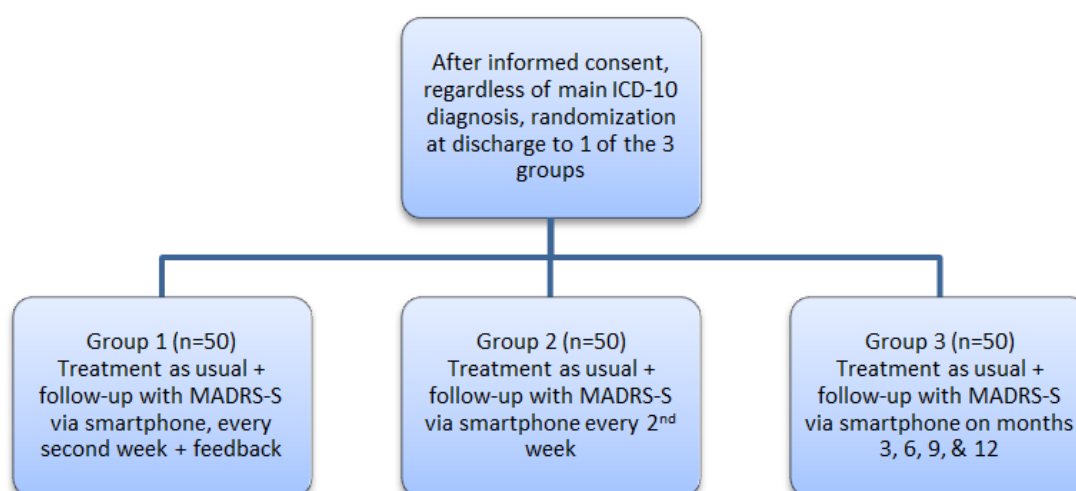 After informed consent,
regardless of main ICD-10
diagnosis, randomization
at discharge to 1 of the 3
groups
Group 1 (n=50)
Treatment as usual +
follow-up with MADRS-S
via smartphone, every
second week + feedback
Group 2 (n=50)
Treatment as usual +
follow-up with MADRS-S
via smartphone every 2nd
week
Group 3 (n=50)
Treatment as usual +
follow-up with MADRS-S
via smartphone on months
3, 6, 9, & 12